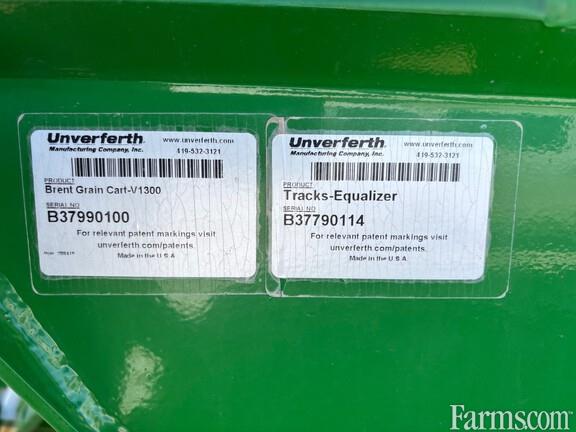 Unverferth www.unverferth.com
Manufacturing Company, Inc. 419-532-3121
PRODUCT
Brent Grain Cart-V1300
SERIAL NO
B37990100
For relevant patent markings visit
unverferth.com/patents.
Made in the U.S.A.
Unverferth www.unverferth.com
Manufacturing Company, Inc. 419-532-3121
PRODUCT
Tracks-Equalizer
SERIAL NO
B37790114
For relevant patent markings visit
unverferth.com/patents.
Made in the U.S.A.
Farms.com